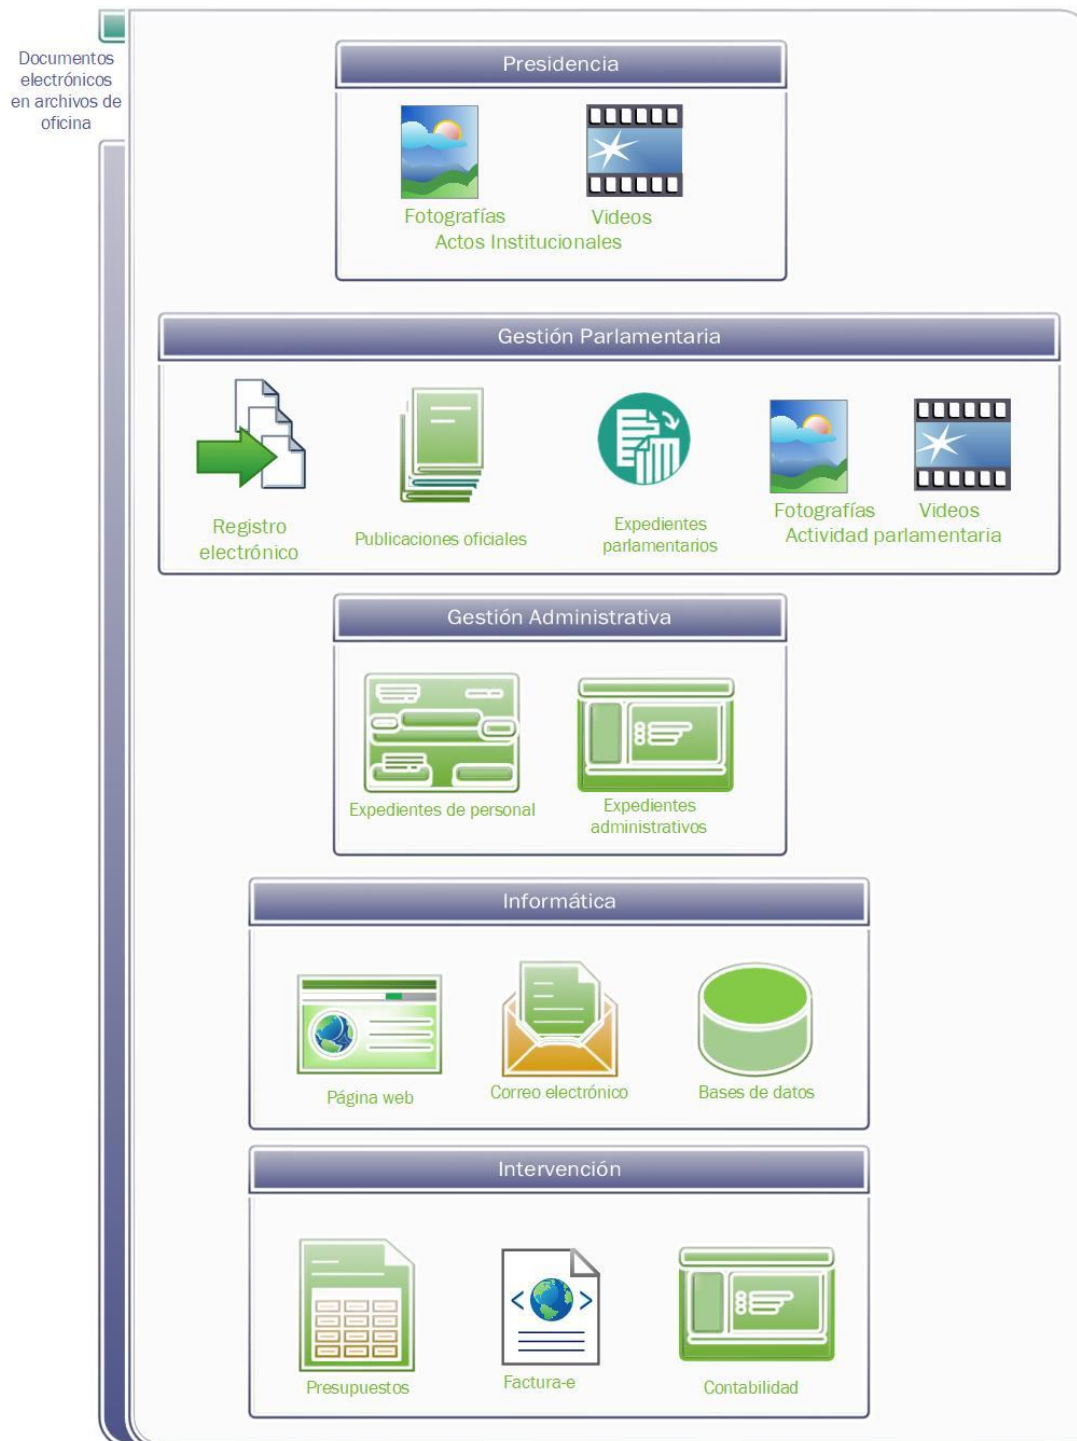 Documentos
electrónicos
en archivos de
oficina
Presidencia
Fotografías Videos
Actos Institucionales
Gestión Parlamentaria
Registro
electrónico
Publicaciones oficiales
Expedientes
parlamentarios
Fotografías Videos
Actividad parlamentaria
Gestión Administrativa
Expedientes de personal
Expedientes
administrativos
Informática
Página web
Correo electrónico
Bases de datos
Intervención
Presupuestos
Factura-e
Contabilidad